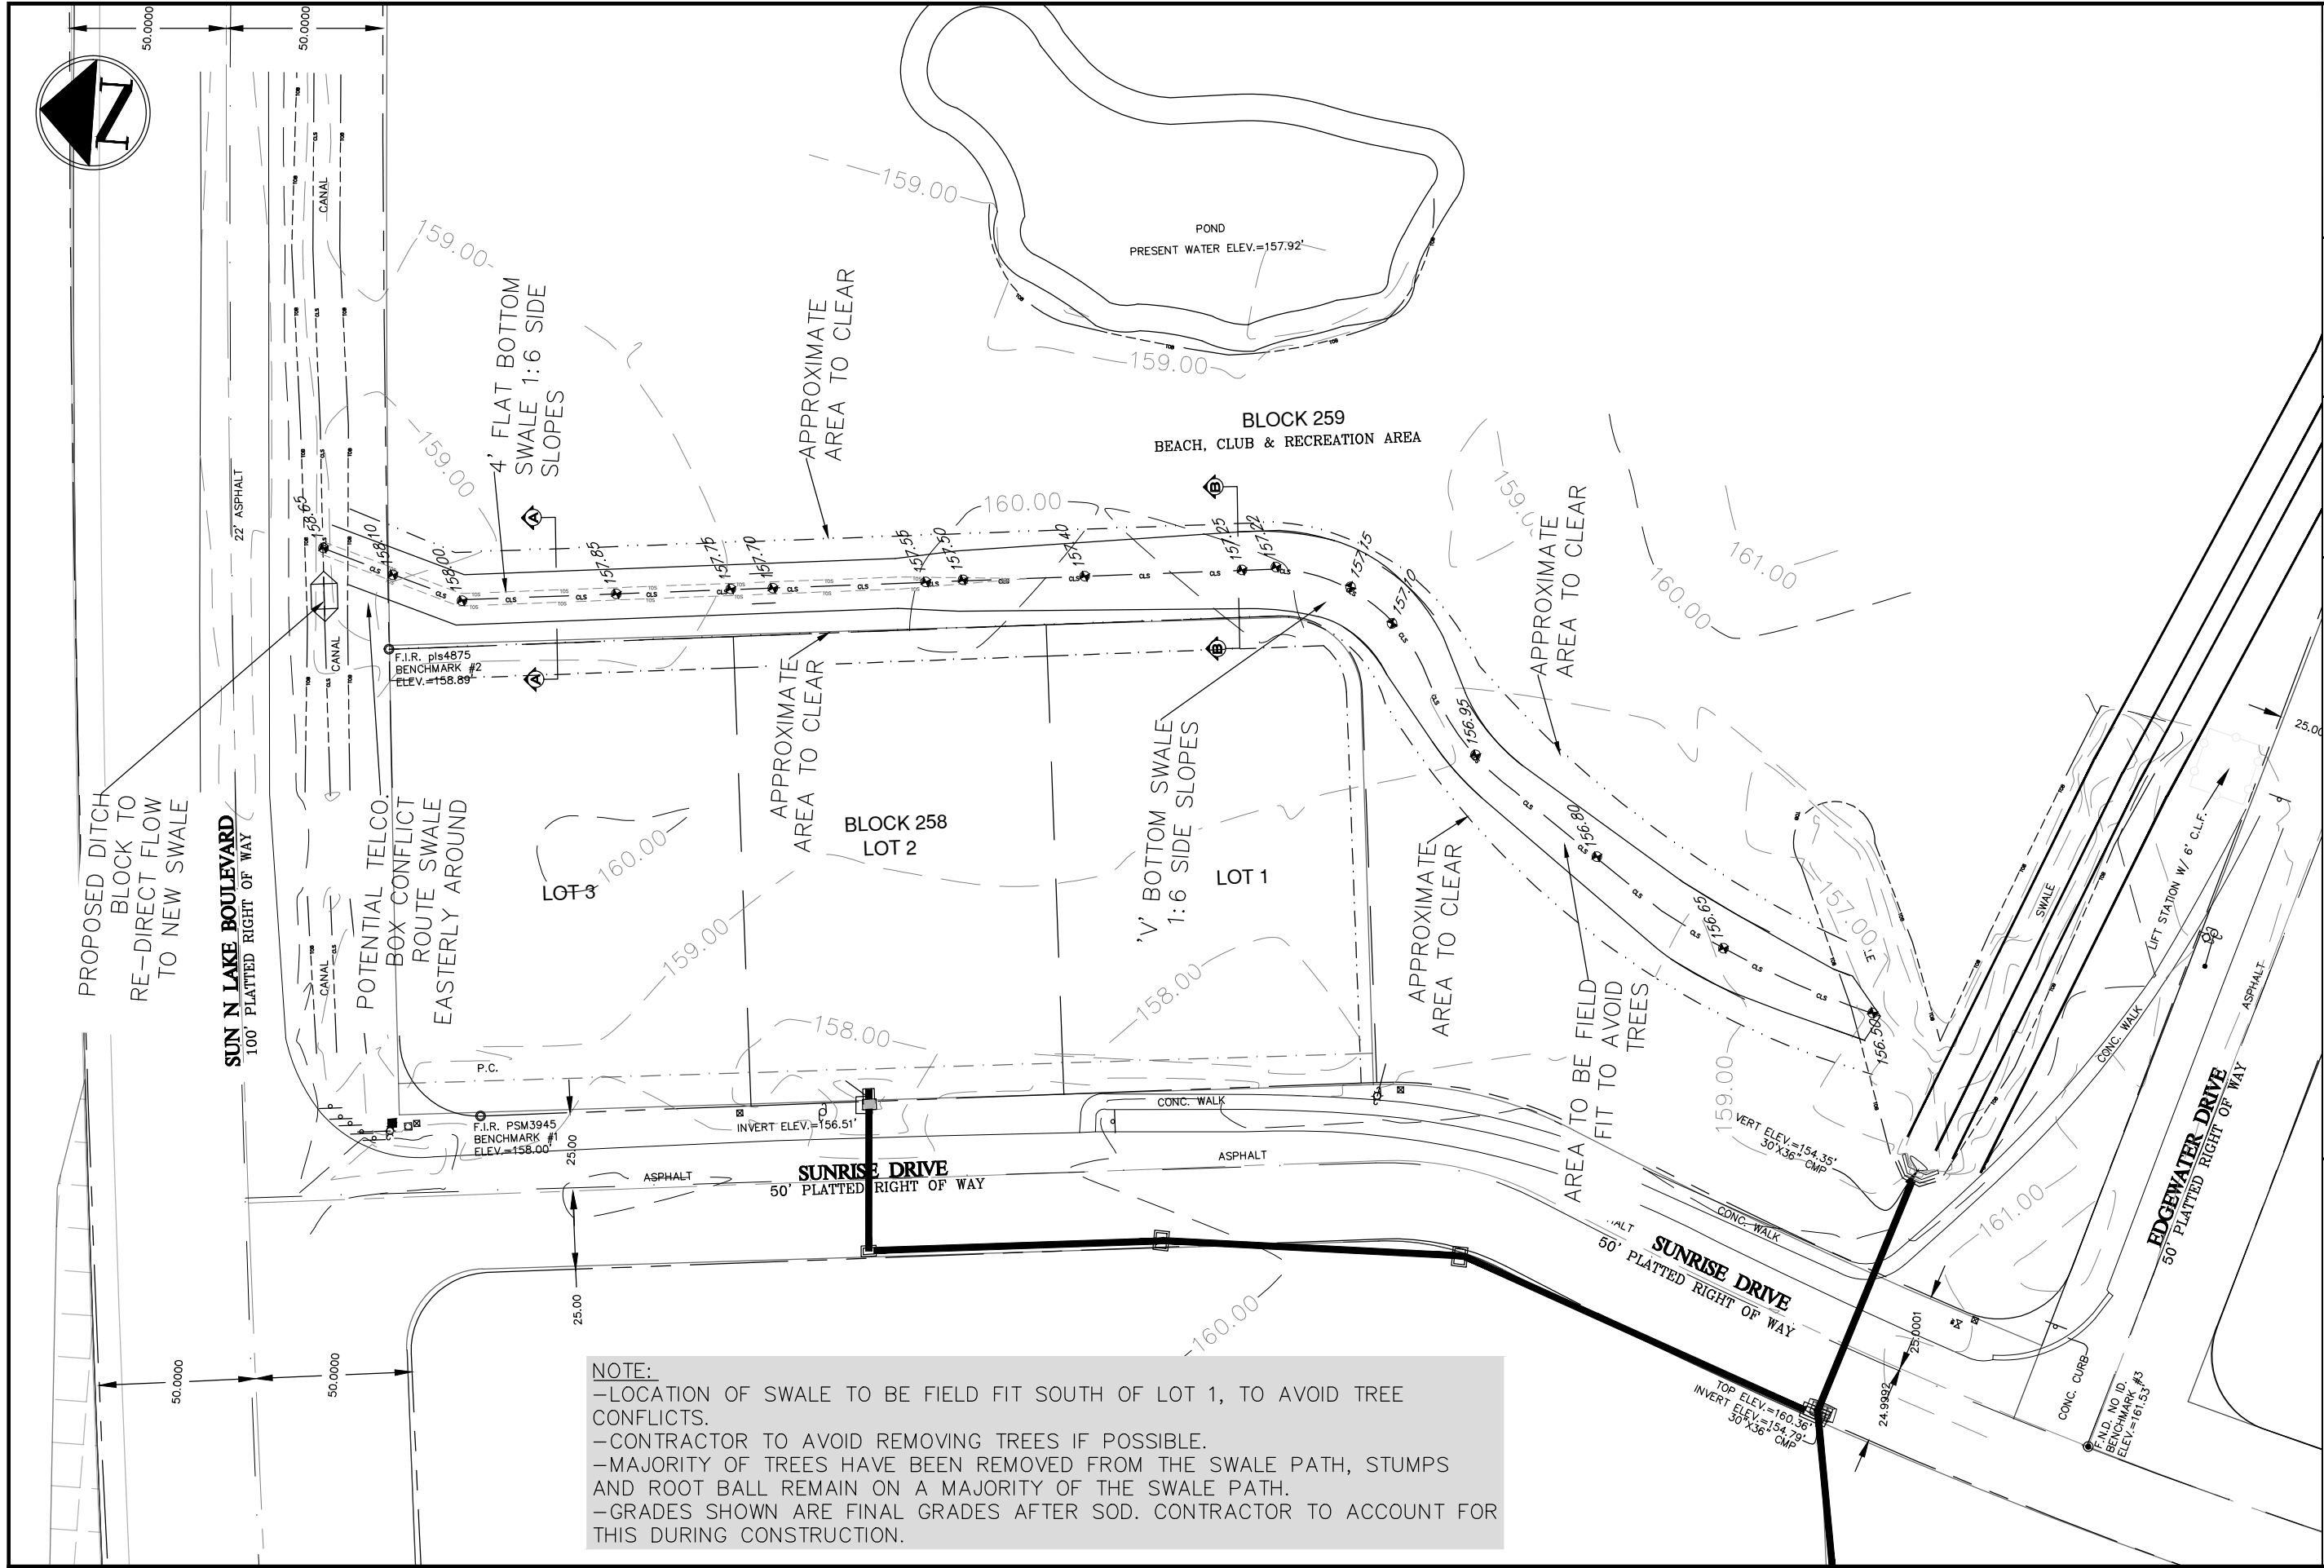 50.0000
50.0000
N
CANAL
159.00
159.00
POND
PRESENT WATER ELEV.=157.92'
159.00
159.00
4' FLAT BOTTOM
SWALE 1:6 SIDE
SLOPES
APPROXIMATE
AREA TO CLEAR
BLOCK 259
BEACH, CLUB & RECREATION AREA
22' ASPHALT
160.00
159.0
161.00
160.00
APPROXIMATE
AREA TO CLEAR
A
B
158.65
158.10
158.00
157.85
157.75
157.70
157.55
157.50
157.40
157.25
157.22
157.15
157.10
156.95
156.80
156.65
156.50
CLS
TOS
TOB
CANAL
F.I.R. pls4875
BENCHMARK #2
ELEV.=158.89'
A
B
PROPOSED DITCH
BLOCK TO
RE-DIRECT FLOW
TO NEW SWALE
SUN N LAKE BOULEVARD
100' PLATTED RIGHT OF WAY
POTENTIAL TELCO.
BOX CONFLICT
ROUTE SWALE
EASTERLY AROUND
CANAL
APPROXIMATE
AREA TO CLEAR
'V' BOTTOM SWALE
1:6 SIDE SLOPES
BLOCK 258
LOT 2
LOT 3
LOT 1
160.00
159.00
158.00
158.00
APPROXIMATE
AREA TO CLEAR
AREA TO BE FIELD
FIT TO AVOID
TREES
157.00
I.E
159.00
SWALE
LIFT STATION W/ 6' C.L.F.
25.00
CONC. WALK
ASPHALT
EDGEWATER DRIVE
50' PLATTED RIGHT OF WAY
P.C.
F.I.R. PSM3945
BENCHMARK #1
ELEV.=158.00'
25.00
INVERT ELEV.=156.51'
CONC. WALK
ASPHALT
SUNRISE DRIVE
50' PLATTED RIGHT OF WAY
ASPHALT
VERT ELEV.=154.35'
30"X36" CMP
CONC. WALK
ALT
SUNRISE DRIVE
50' PLATTED RIGHT OF WAY
161.00
25.00
160.00
25.0001
24.9992
TOP ELEV.=160.36'
INVERT ELEV.=154.79'
30"X36" CMP
CONC. CURB
F.N.D. NO ID.
BENCHMARK #3
ELEV.=161.53'
50.0000
50.0000
NOTE:
-LOCATION OF SWALE TO BE FIELD FIT SOUTH OF LOT 1, TO AVOID TREE
CONFLICTS.
-CONTRACTOR TO AVOID REMOVING TREES IF POSSIBLE.
-MAJORITY OF TREES HAVE BEEN REMOVED FROM THE SWALE PATH, STUMPS
AND ROOT BALL REMAIN ON A MAJORITY OF THE SWALE PATH.
-GRADES SHOWN ARE FINAL GRADES AFTER SOD. CONTRACTOR TO ACCOUNT FOR
THIS DURING CONSTRUCTION.